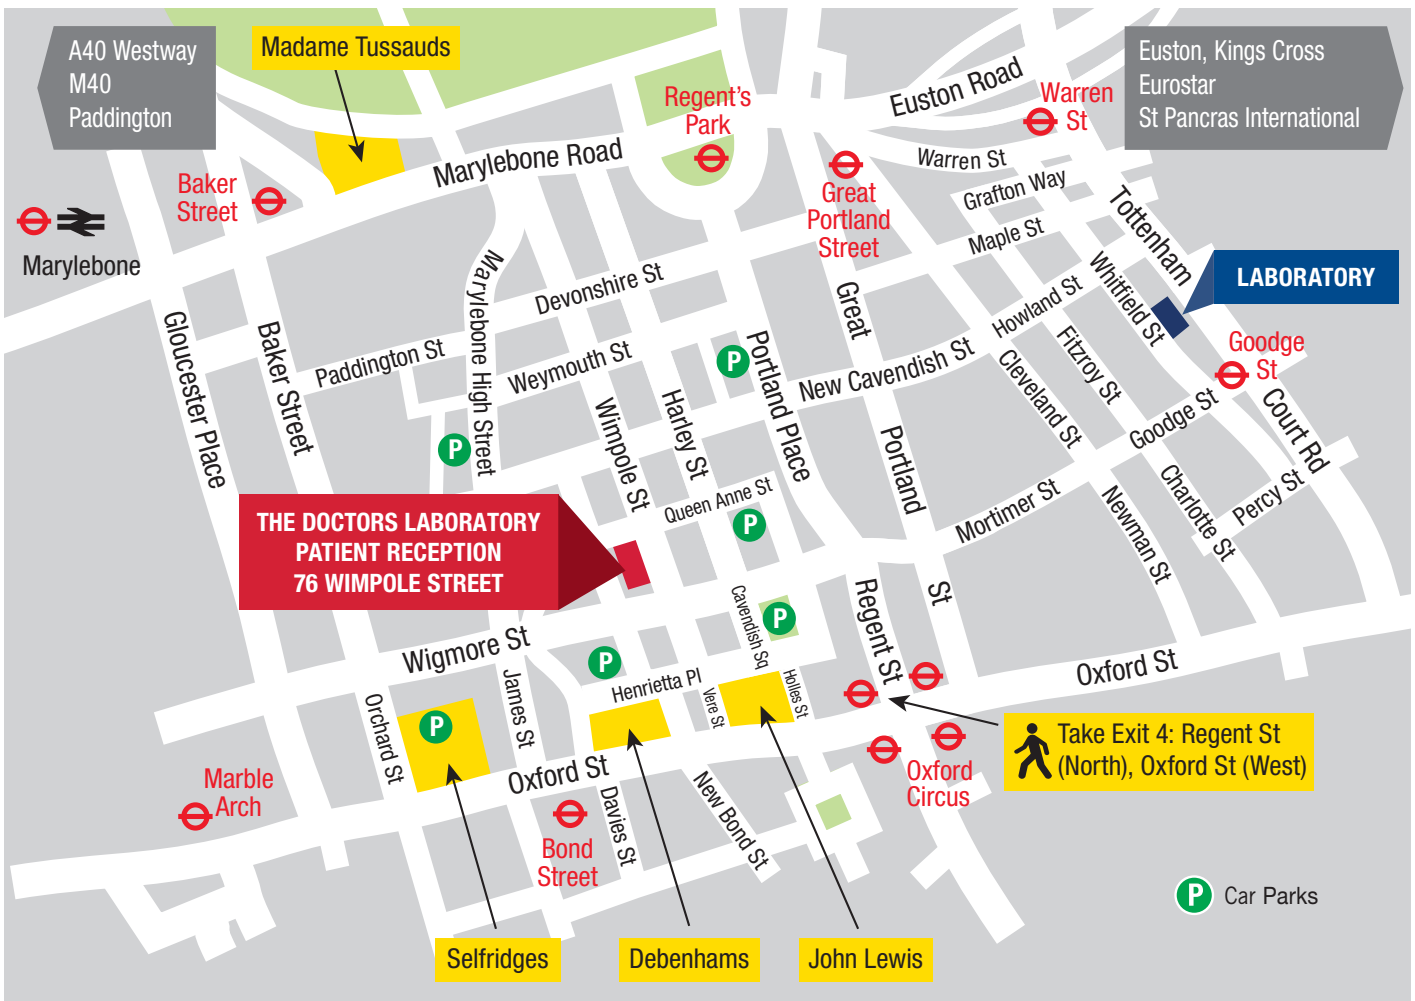 A40 Westway
M40
Paddington
Madame Tussauds
Euston, Kings Cross
Eurostar
St Pancras International
Euston Road
Warren
St
Regent's
Park
Marylebone Road
Warren St
Baker
Street
Great
Portland
Street
Grafton Way
Maple St
Tottenham
Marylebone
LABORATORY
Devonshire St
Whitfield St
Howland St
Gloucester Place
Baker Street
Paddington St
Marylebone High Street
Weymouth St
P
Portland Place
Great
New Cavendish St
Cleveland St
Fitzroy St
Goodge
St
Goodge St
Court Rd
Wimpole St
Harley St
P
Portland
Queen Anne St
P
Mortimer St
Newman St
Charlotte St
Percy St
THE DOCTORS LABORATORY
PATIENT RECEPTION
76 WIMPOLE STREET
St
Regent St
Cavendish Sq
P
Wigmore St
P
Henrietta Pl
James St
Vere St
Holles St
Oxford St
Orchard St
P
Take Exit 4: Regent St
(North), Oxford St (West)
Oxford St
Marble
Arch
Oxford
Circus
New Bond St
Davies St
Bond
Street
P Car Parks
Selfridges
Debenhams
John Lewis